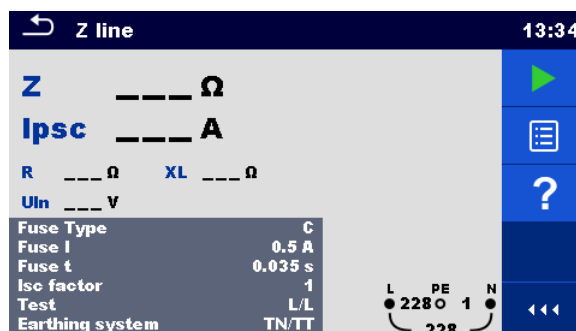 Z line 13:34
Z ___ Ω
Ipsc ___ A
R ___ Ω XL ___ Ω
Uln ___ V
Fuse Type C
Fuse I 0.5 A
Fuse t 0.035 s
Isc factor 1
Test L/L
Earthing system TN/TT
L PE N
228 1
228
?